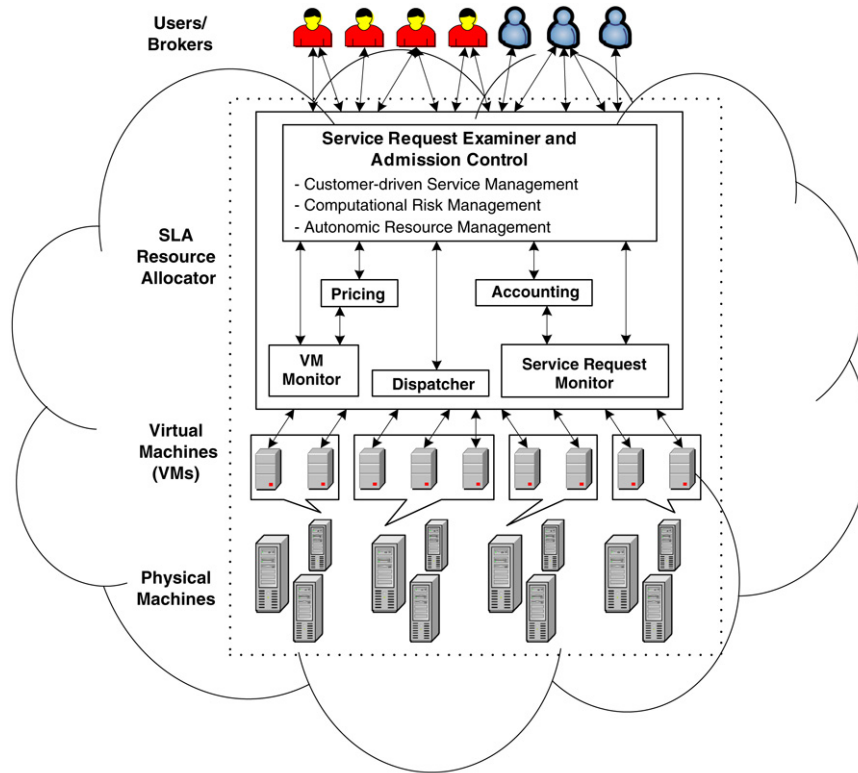 Users/
Brokers
Service Request Examiner and
Admission Control
- Customer-driven Service Management
- Computational Risk Management
- Autonomic Resource Management
SLA
Resource
Allocator
Pricing
Accounting
VM
Monitor
Dispatcher
Service Request
Monitor
Virtual
Machines
(VMs)
Physical
Machines